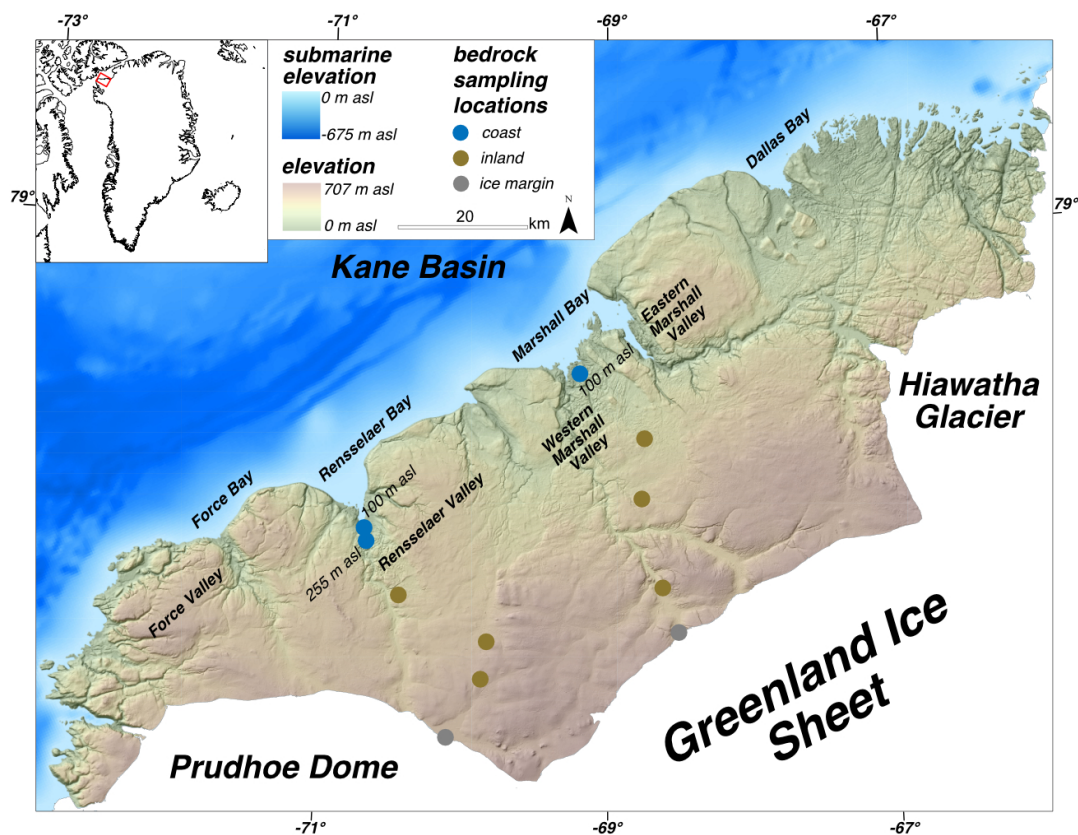 -73°
-71°
-69°
-67°
submarine
elevation
0 m asl
-675 m asl
elevation
707 m asl
0 m asl
bedrock
sampling
locations
coast
inland
ice margin
20
km
N
79°
79°
Kane Basin
Dallas Bay
Eastern
Marshall
Valley
Marshall Bay
100 m asl
Hiawatha
Glacier
Western
Marshall
Valley
Rensselaer Bay
100 m asl
Rensselaer Valley
Force Bay
255 m asl
Force Valley
Greenland Ice
Sheet
Prudhoe Dome
-71°
-69°
-67°